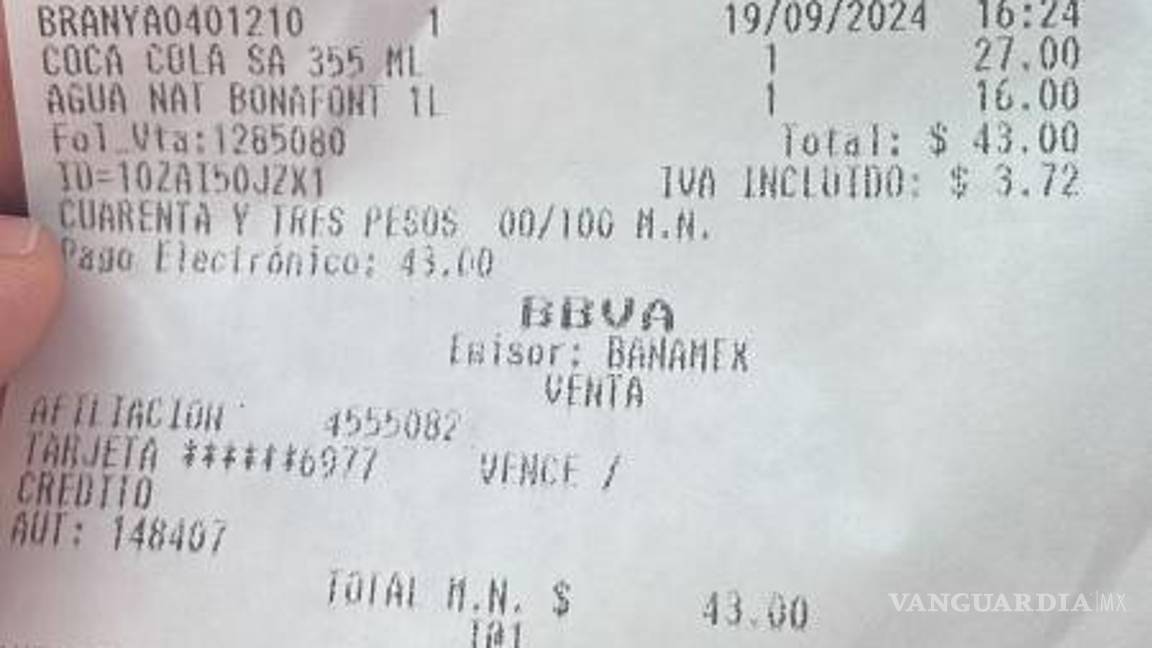 BRANYA0401210 1 19/09/2024 16:24
COCA COLA SA 355 ML 1 27.00
AGUA NAT BONAFONT 1L 1 16.00
Fol_Vta:1285080 Total: $ 43.00
ID=10ZAI50JZX1 IVA INCLUIDO: $ 3.72
CUARENTA Y TRES PESOS 00/100 M.N.
Pago Electrónico: 43.00
BBVA
Emisor: BANAMEX
VENTA
AFILIACION 4555082
TARJETA ******6977 VENCE /
CREDITO
AUT: 148407
TOTAL M.N. $ 43.00
I@1
VANGUARDIA|MX